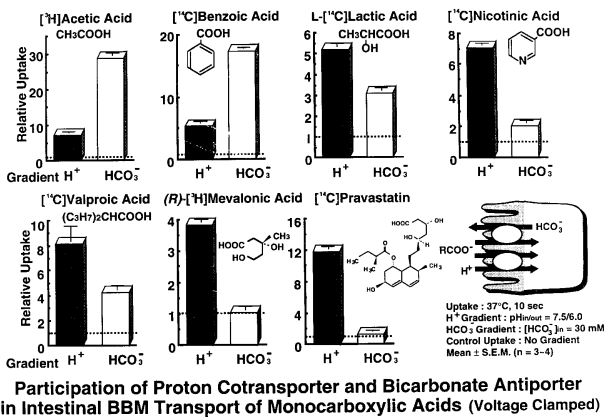 [³H]Acetic Acid
CH3COOH
Relative Uptake
30
20
10
0
Gradient H⁺ HCO₃⁻
[¹⁴C]Benzoic Acid
COOH
20
10
0
H⁺ HCO₃⁻
L-[¹⁴C]Lactic Acid
CH3CHCOOH
OH
6
5
4
3
2
1
0
H⁺ HCO₃⁻
[¹⁴C]Nicotinic Acid
COOH
N
8
6
4
2
0
H⁺ HCO₃⁻
[¹⁴C]Valproic Acid
(C3H7)2CHCOOH
Relative Uptake
10
8
6
4
2
0
Gradient H⁺ HCO₃⁻
(R)-[³H]Mevalonic Acid
CH₃
HOOC
OH
HO
4
3
2
1
0
H⁺ HCO₃⁻
[¹⁴C]Pravastatin
HOOC OH
HO
H
O
H₃C O
CH₃
CH₃
HO
16
12
8
4
0
H⁺ HCO₃⁻
HCO₃⁻
RCOO⁻
H⁺
Uptake : 37°C, 10 sec
H⁺Gradient : pHin/out = 7.5/6.0
HCO₃⁻Gradient : [HCO₃⁻]in = 30 mM
Control Uptake : No Gradient
Mean ± S.E.M. (n = 3~4)
Participation of Proton Cotransporter and Bicarbonate Antiporter
in Intestinal BBM Transport of Monocarboxylic Acids (Voltage Clamped)